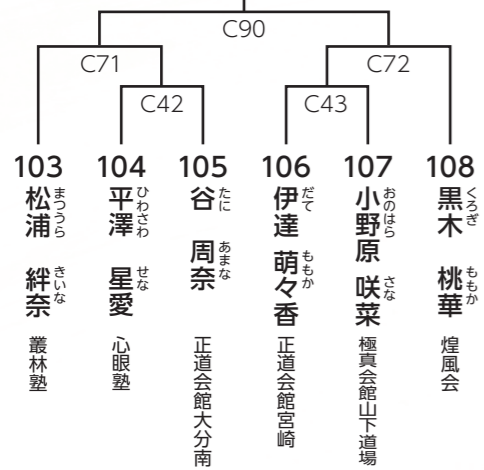 C90
C71
C72
C42
C43
103
松浦 絆奈
まつうら きいな
叢林塾
104
平澤 星愛
ひわさわ せな
心眼塾
105
谷 周奈
たに あまな
正道会館大分南
106
伊達 萌々香
だて ももか
正道会館宮崎
107
小野原 咲菜
おのはら さな
極真会館山下道場
108
黒木 桃華
くろぎ ももか
煌風会